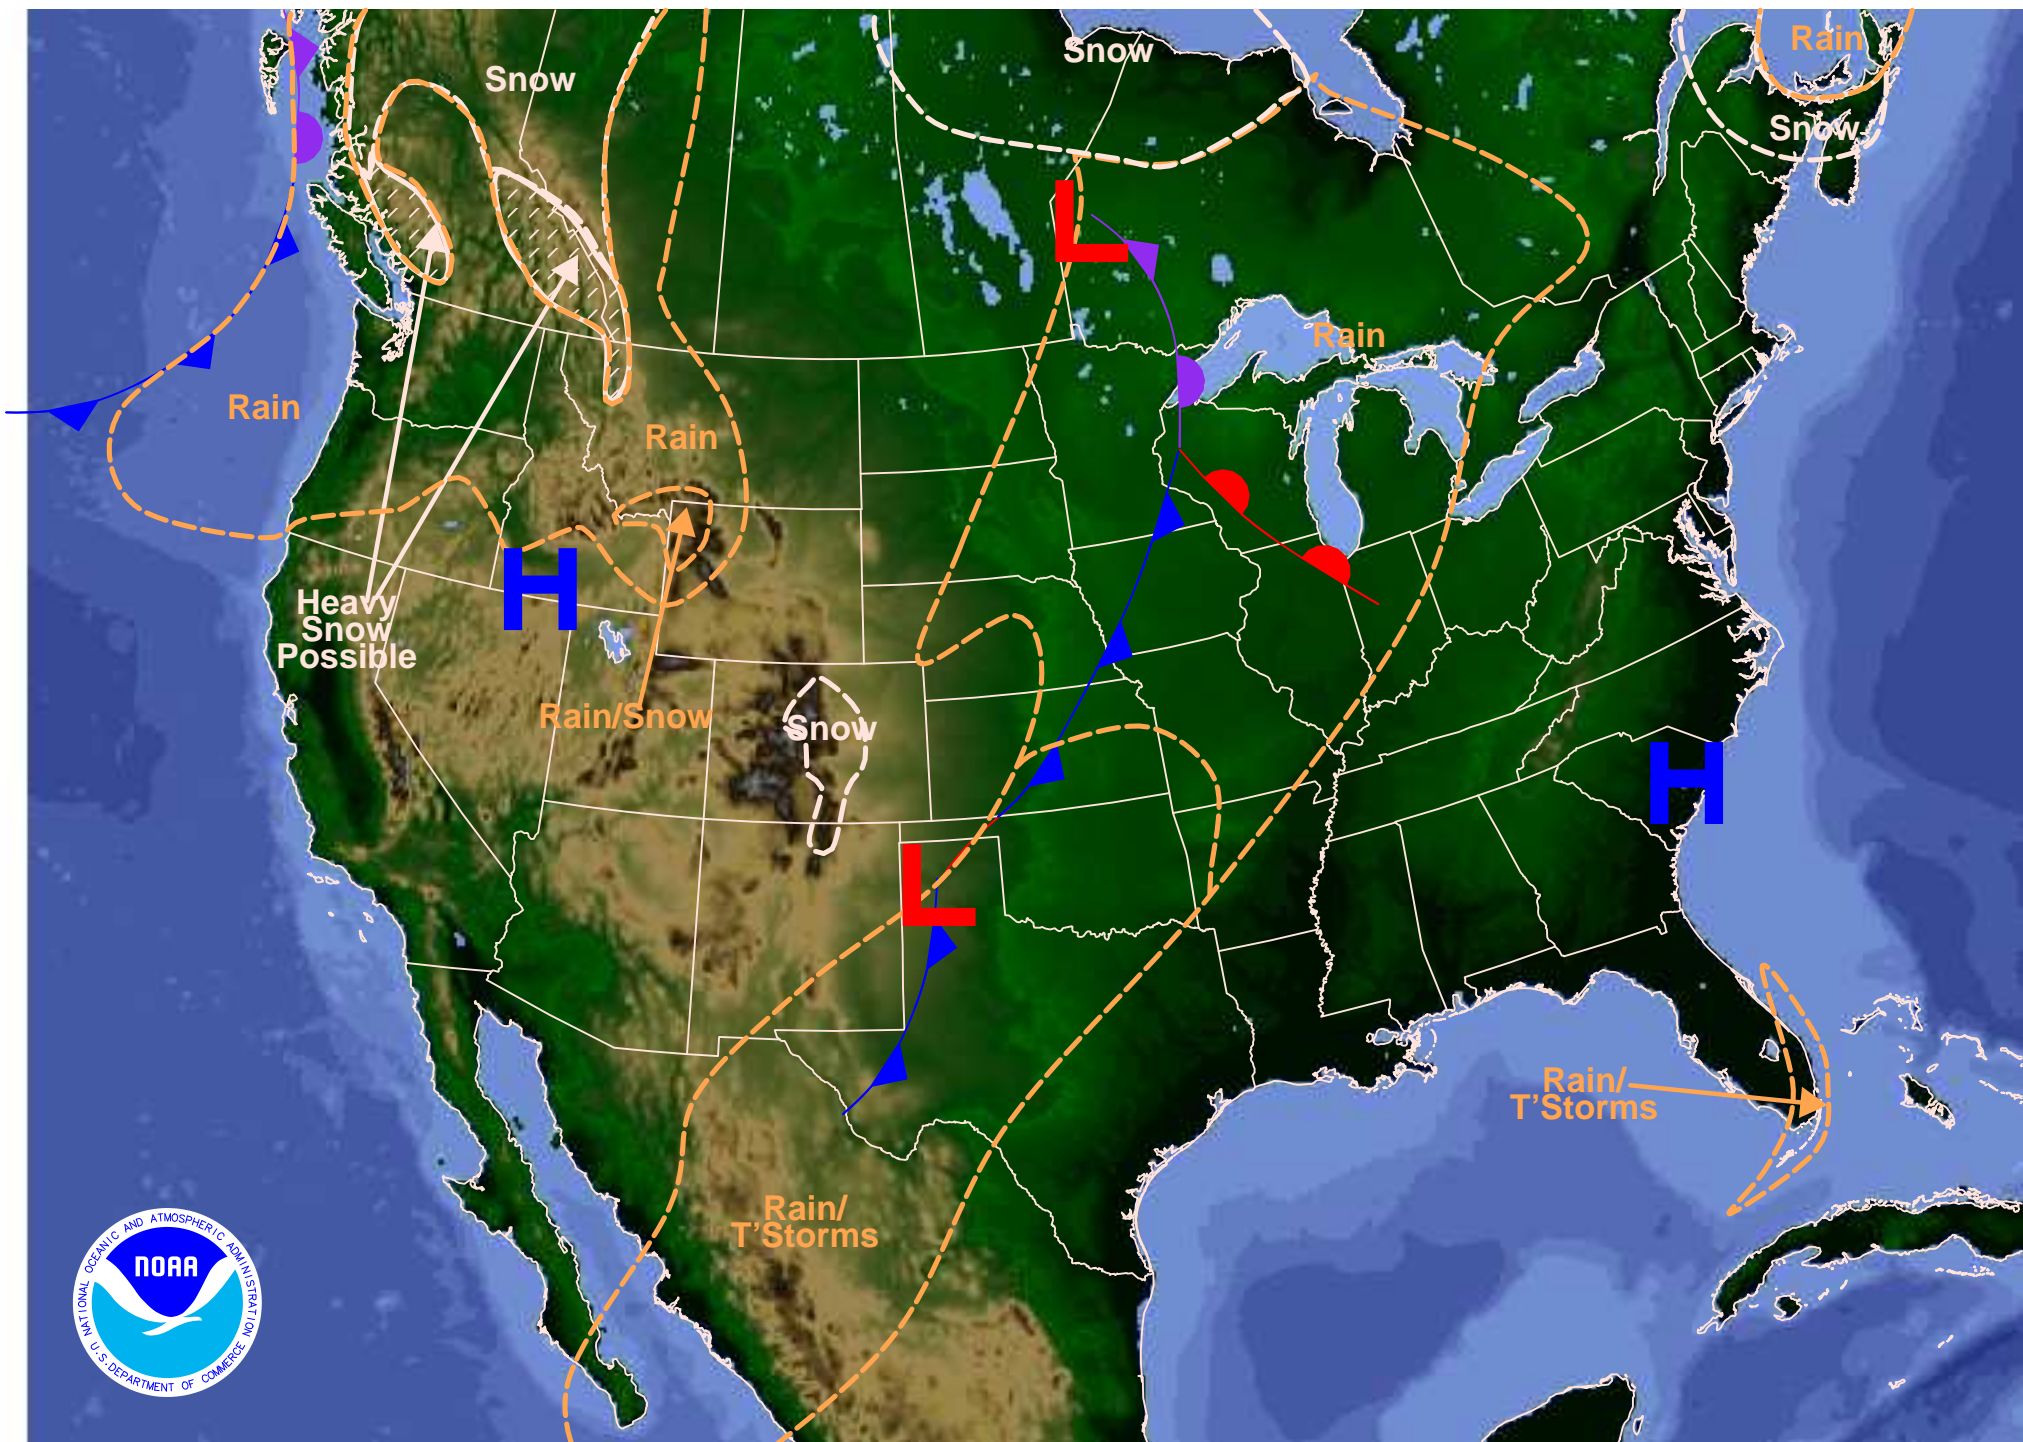 Rain
Snow
Snow
Snow
L
Rain
Rain
Rain
H
Heavy
Snow
Possible
Rain/Snow
Snow
H
L
Rain/
T'Storms
Rain/
T'Storms
NATIONAL OCEANIC AND ATMOSPHERIC ADMINISTRATION
NOAA
U.S. DEPARTMENT OF COMMERCE